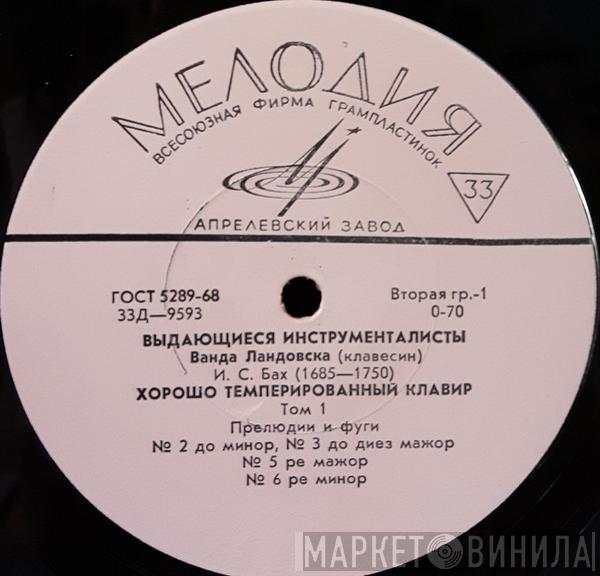 МЕЛОДИЯ
ВСЕСОЮЗНАЯ ФИРМА ГРАМПЛАСТИНОК
33
АПРЕЛЕВСКИЙ ЗАВОД
ГОСТ 5289-68
33Д—9593
Вторая гр.-1
0-70
ВЫДАЮЩИЕСЯ ИНСТРУМЕНТАЛИСТЫ
Ванда Ландовска (клавесин)
И. С. Бах (1685—1750)
ХОРОШО ТЕМПЕРИРОВАННЫЙ КЛАВИР
Том 1
Прелюдии и фуги
№ 2 до минор, № 3 до диез мажор
№ 5 ре мажор
№ 6 ре минор
МАРКЕТ ВИНИЛА